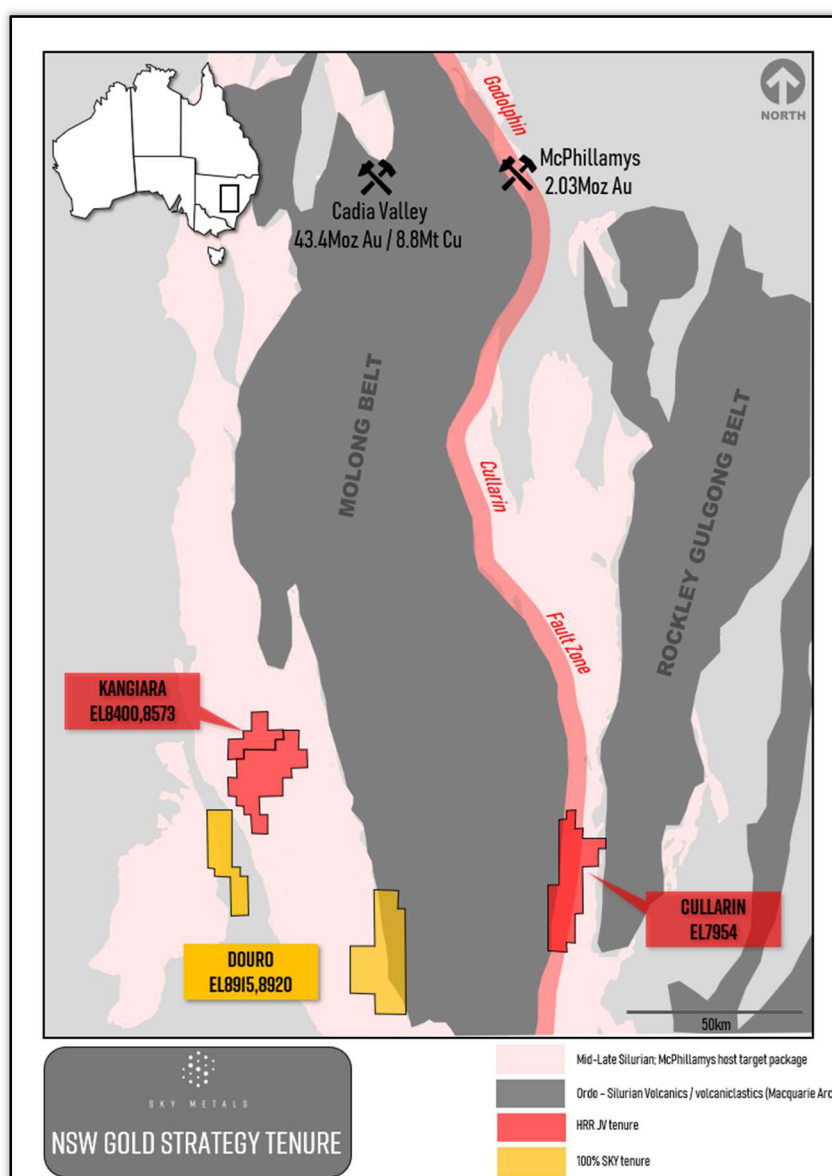 NORTH
Godolphin
McPhillamys
2.03Moz Au
Cadia Valley
43.4Moz Au / 8.8Mt Cu
MOLONG BELT
Cullarin
ROCKLEY GULGONG BELT
Fault Zone
KANGIARA
EL8400,8573
CULLARIN
EL7954
DOURO
EL8915,8920
50km
SKY METALS
NSW GOLD STRATEGY TENURE
Mid-Late Silurian; McPhillamys host target package
Ordo - Silurian Volcanics / volcaniclastics (Macquarie Arc
HRR JV tenure
100% SKY tenure